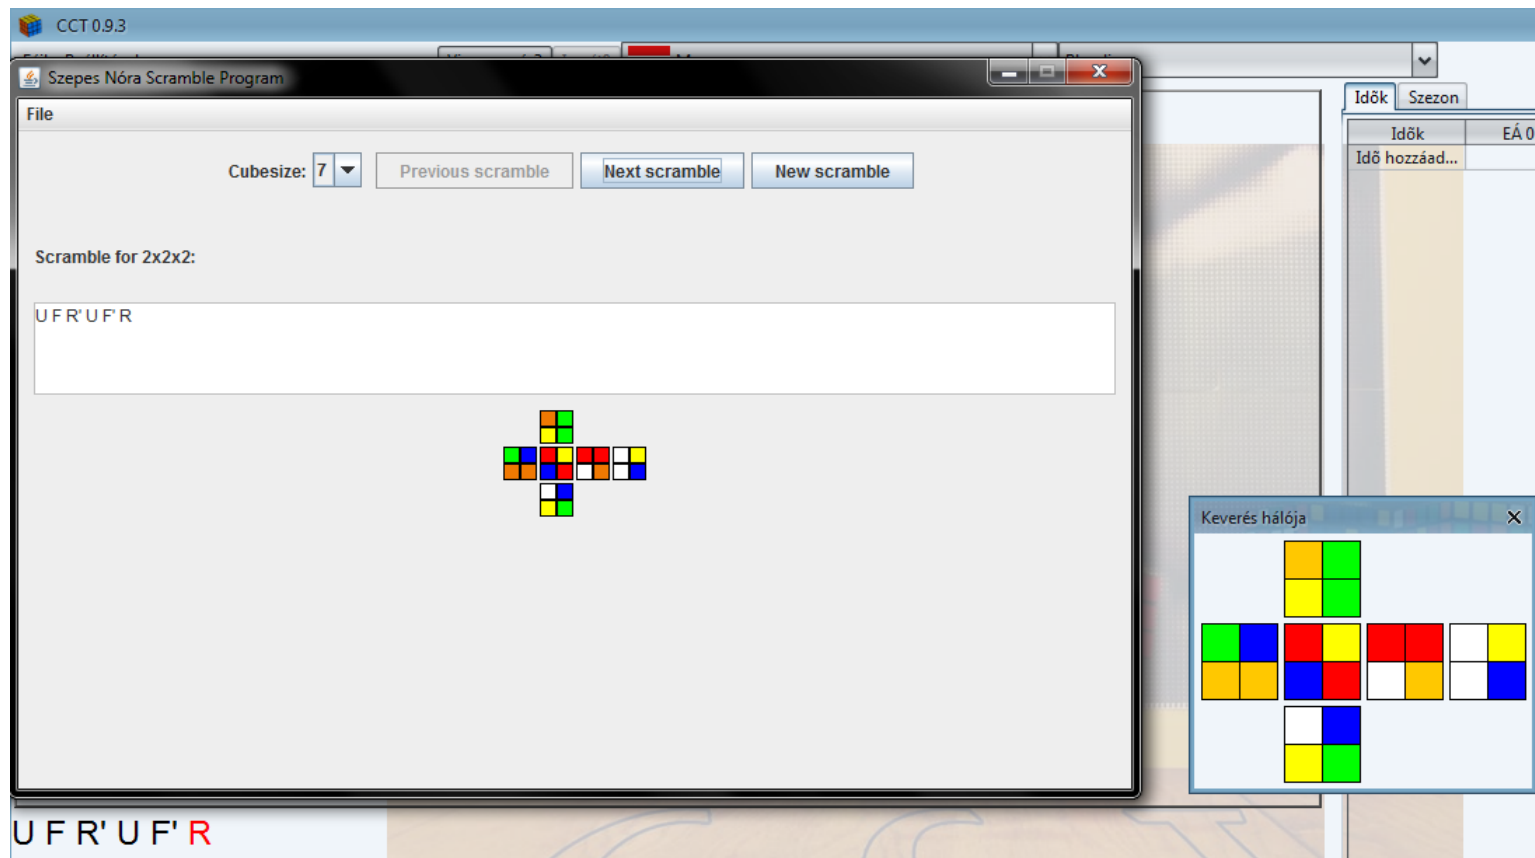 CCT 0.9.3
Szepes Nóra Scramble Program
File
Cubesize: 7 Previous scramble Next scramble New scramble
Scramble for 2x2x2:
U F R' U F' R
Idők Szezon
Idők EÁ 0
Idő hozzáad...
Keverés hálója
U F R' U F' R